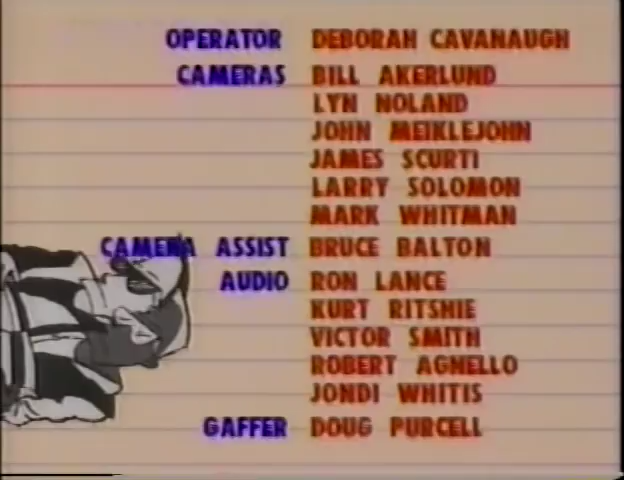 OPERATOR DEBORAH CAVANAUGH
CAMERAS BILL AKERLUND
LYN NOLAND
JOHN MEIKLEJOHN
JAMES SCURTI
LARRY SOLOMON
MARK WHITMAN
CAMERA ASSIST BRUCE BALTON
AUDIO RON LANCE
KURT RITSHIE
VICTOR SMITH
ROBERT AGNELLO
JONDI WHITIS
GAFFER DOUG PURCELL